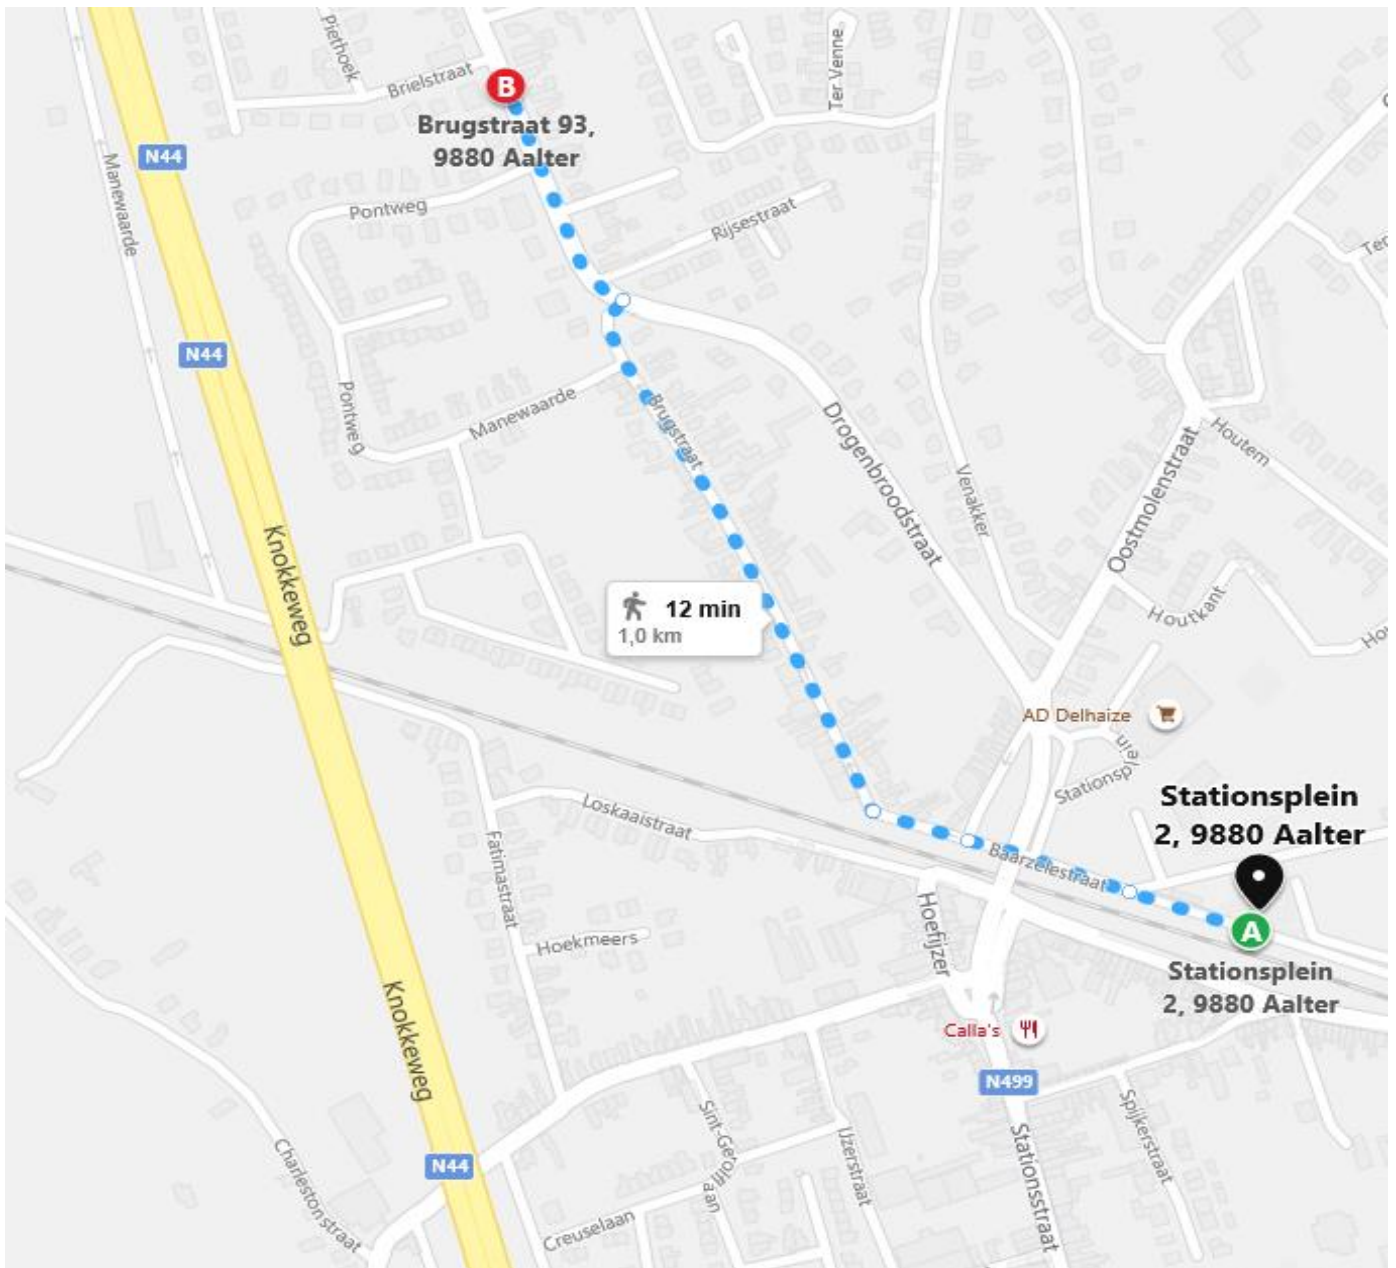 Piethoek
Brielstraat
Ter Venne
B
Brugstraat 93,
9880 Aalter
N44
Manewaarde
Pontweg
Rijsestraat
N44
Pontweg
Manewaarde
Brugstraat
Drogenbroodstraat
Venakker
Oostmolenstraat
Houtem
Houtkant
Knokkeweg
12 min
1,0 km
AD Delhaize
Stationsplein
Stationsplein
2, 9880 Aalter
Loskaaistraat
Baarzelestraat
Fatimastraat
Hoefijzer
A
Hoekmeers
Stationsplein
2, 9880 Aalter
Knokkeweg
Calla's
N499
Spijkerstraat
IJzerstraat
Stationsstraat
Charlestonstraat
N44
Creuselaan